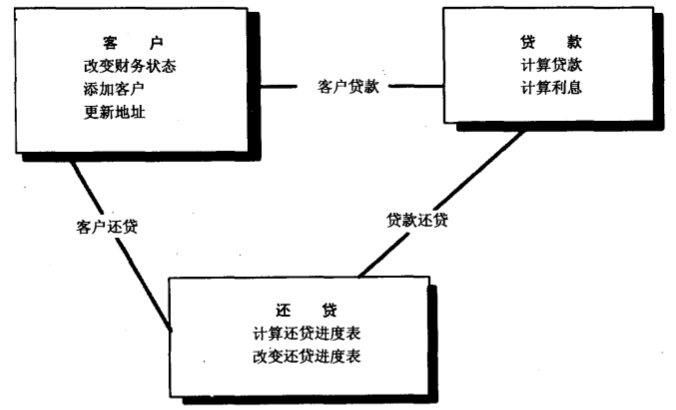 客 户
改变财务状态
添加客户
更新地址
客户贷款
贷 款
计算贷款
计算利息
客户还贷
贷款还贷
还 贷
计算还贷进度表
改变还贷进度表